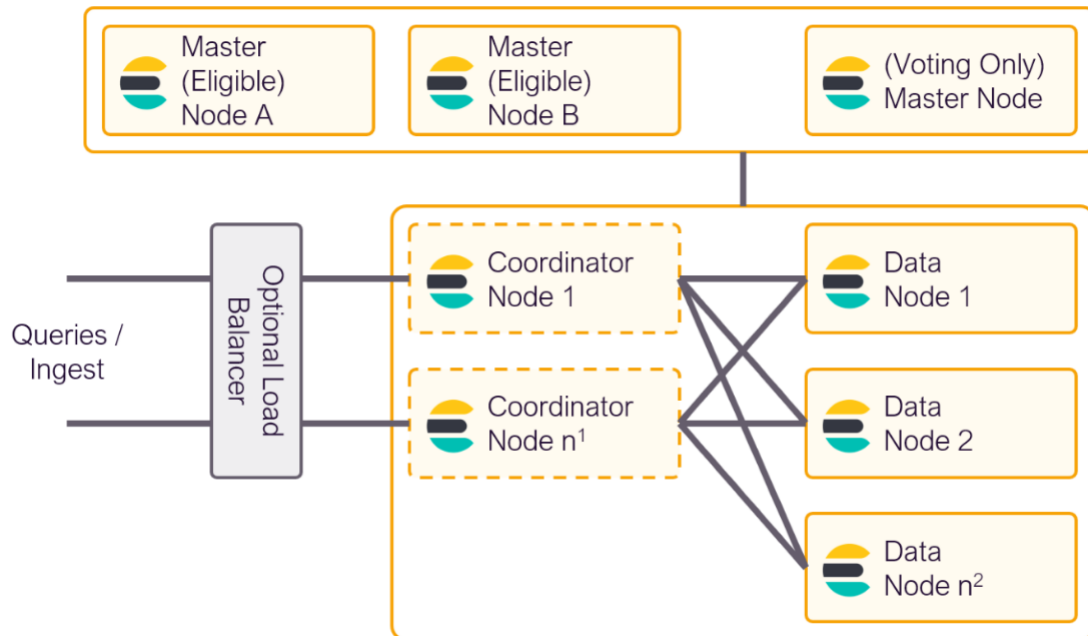 Master
(Eligible)
Node A
Master
(Eligible)
Node B
(Voting Only)
Master Node
Queries /
Ingest
Optional Load
Balancer
Coordinator
Node 1
Coordinator
Node n¹
Data
Node 1
Data
Node 2
Data
Node n²